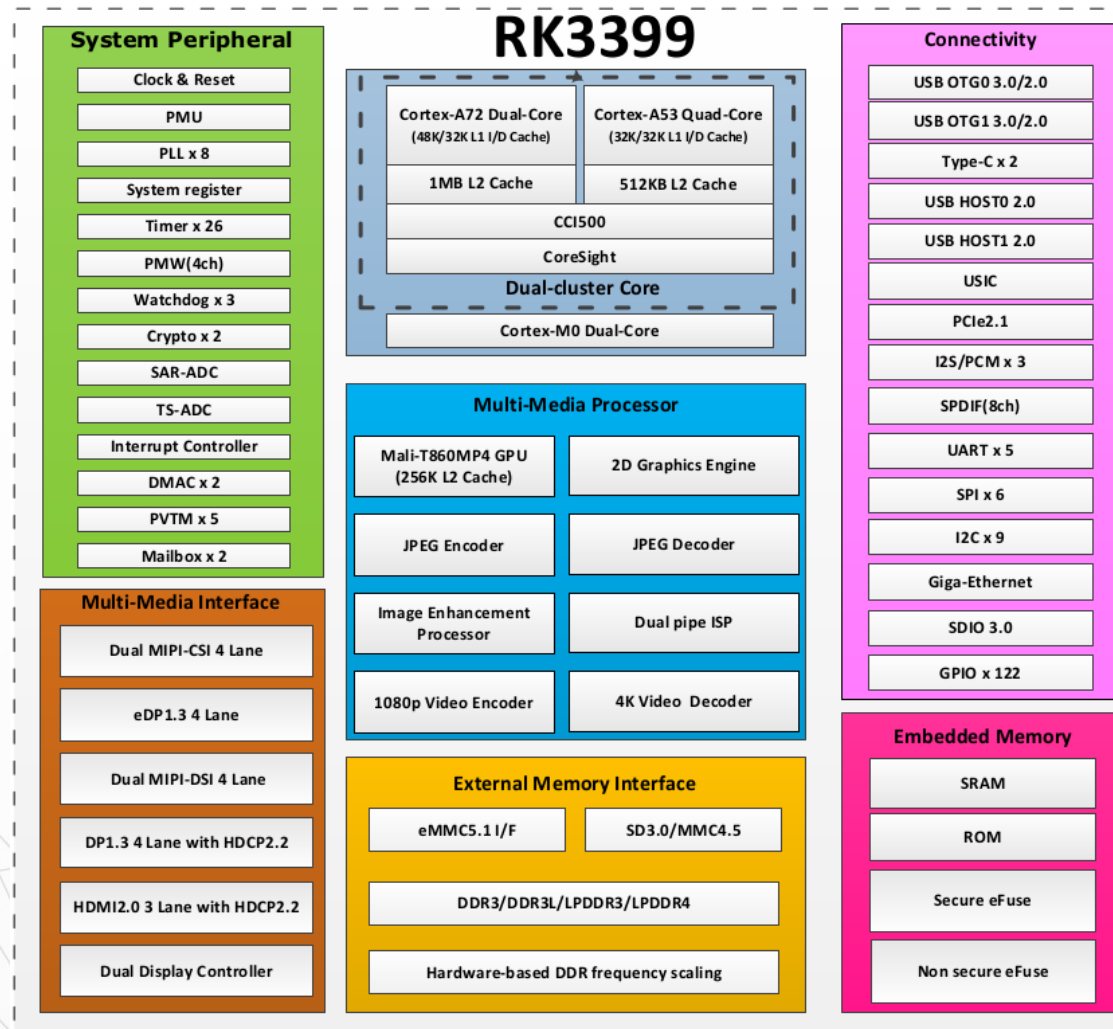 RK3399
System Peripheral
Clock & Reset
PMU
PLL x 8
System register
Timer x 26
PMW(4ch)
Watchdog x 3
Crypto x 2
SAR-ADC
TS-ADC
Interrupt Controller
DMAC x 2
PVTM x 5
Mailbox x 2
Multi-Media Interface
Dual MIPI-CSI 4 Lane
eDP1.3 4 Lane
Dual MIPI-DSI 4 Lane
DP1.3 4 Lane with HDCP2.2
HDMI2.0 3 Lane with HDCP2.2
Dual Display Controller
Cortex-A72 Dual-Core
(48K/32K L1 I/D Cache)
1MB L2 Cache
Cortex-A53 Quad-Core
(32K/32K L1 I/D Cache)
512KB L2 Cache
CCI500
CoreSight
Dual-cluster Core
Cortex-M0 Dual-Core
Multi-Media Processor
Mali-T860MP4 GPU
(256K L2 Cache)
2D Graphics Engine
JPEG Encoder
JPEG Decoder
Image Enhancement
Processor
Dual pipe ISP
1080p Video Encoder
4K Video Decoder
External Memory Interface
eMMC5.1 I/F
SD3.0/MMC4.5
DDR3/DDR3L/LPDDR3/LPDDR4
Hardware-based DDR frequency scaling
Connectivity
USB OTG0 3.0/2.0
USB OTG1 3.0/2.0
Type-C x 2
USB HOST0 2.0
USB HOST1 2.0
USIC
PCIe2.1
I2S/PCM x 3
SPDIF(8ch)
UART x 5
SPI x 6
I2C x 9
Giga-Ethernet
SDIO 3.0
GPIO x 122
Embedded Memory
SRAM
ROM
Secure eFuse
Non secure eFuse